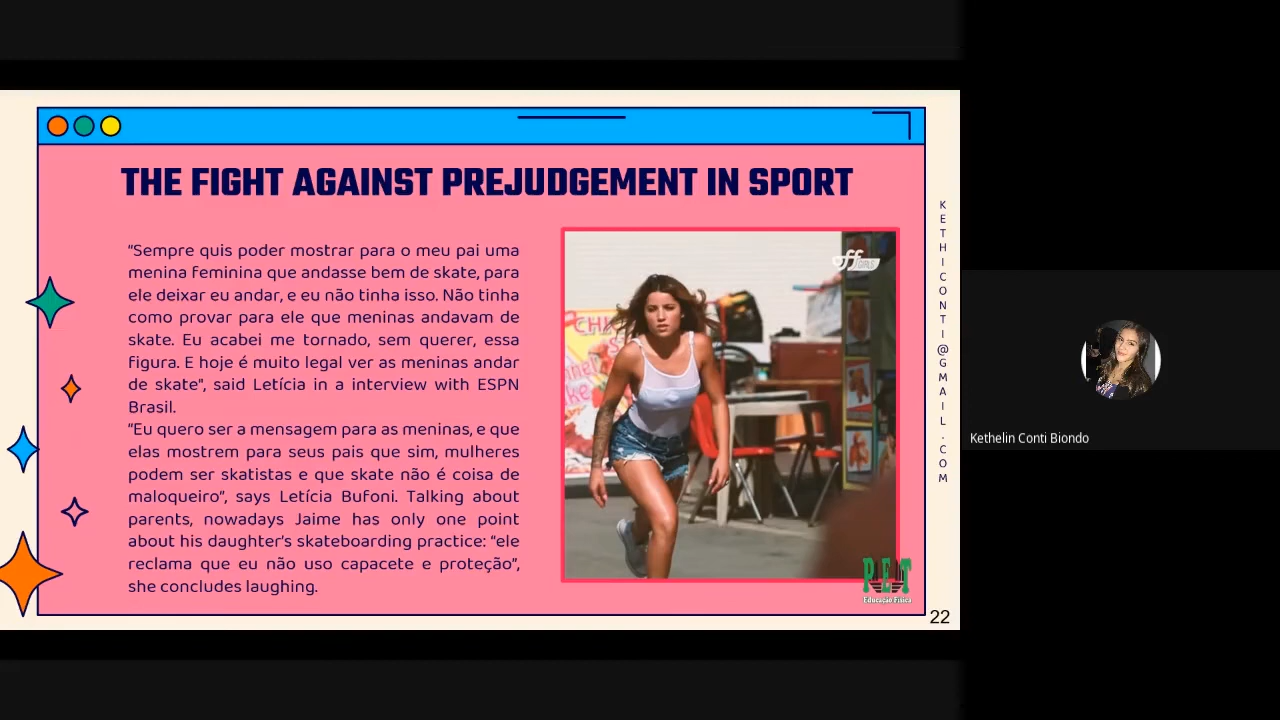 THE FIGHT AGAINST PREJUDGEMENT IN SPORT
"Sempre quis poder mostrar para o meu pai uma
menina feminina que andasse bem de skate, para
ele deixar eu andar, e eu não tinha isso. Não tinha
como provar para ele que meninas andavam de
skate. Eu acabei me tornado, sem querer, essa
figura. E hoje é muito legal ver as meninas andar
de skate", said Letícia in a interview with ESPN
Brasil.
"Eu quero ser a mensagem para as meninas, e que
elas mostrem para seus pais que sim, mulheres
podem ser skatistas e que skate não é coisa de
maloqueiro", says Letícia Bufoni. Talking about
parents, nowadays Jaime has only one point
about his daughter's skateboarding practice: "ele
reclama que eu não uso capacete e proteção",
she concludes laughing.
off
GIRLS
PET
Educação Física
KETHICONTI@GMAIL.COM
22
Kethelin Conti Biondo